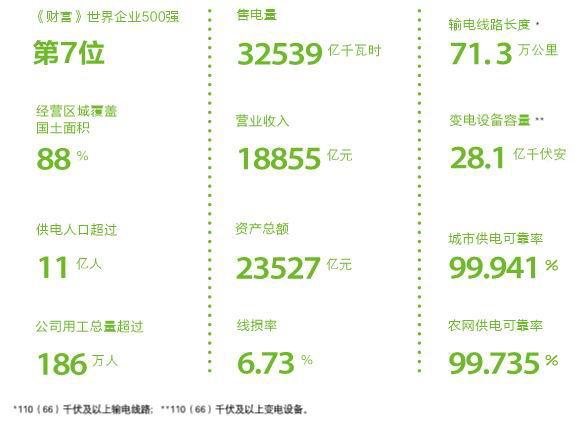 《财富》世界企业500强
第7位
经营区域覆盖
国土面积
88 %
供电人口超过
11 亿人
公司用工总量超过
186 万人
售电量
32539 亿千瓦时
营业收入
18855 亿元
资产总额
23527 亿元
线损率
6.73 %
输电线路长度 *
71.3 万公里
变电设备容量 **
28.1 亿千伏安
城市供电可靠率
99.941 %
农网供电可靠率
99.735 %
*110（66）千伏及以上输电线路；**110（66）千伏及以上变电设备。